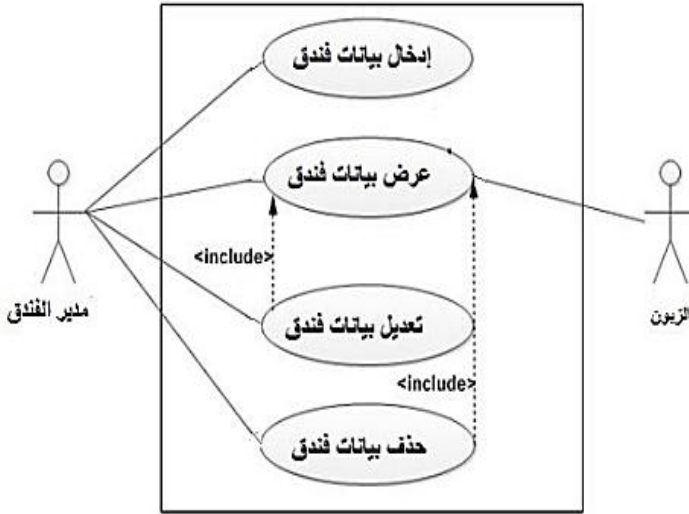 إدخال بيانات فندق
عرض بيانات فندق
<include>
مدير الفندق
الزبون
تعديل بيانات فندق
<include>
حذف بيانات فندق